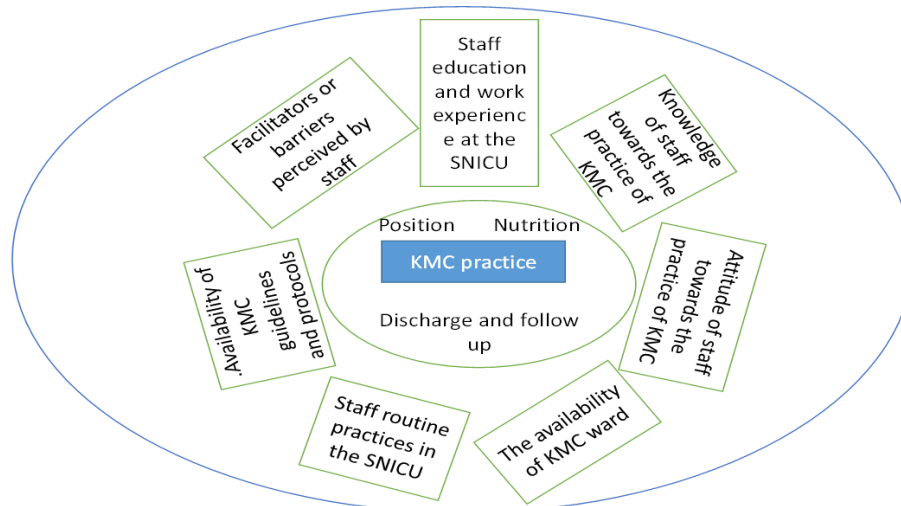 Staff
education
and work
experienc
e at the
SNICU
Knowledge
of staff
towards the
practice of
KMC
Attitude of staff
towards the
practice of KMC
The availability
of KMC ward
Staff routine
practices in
the SNICU
.Availability of
KMC
guidelines
and protocols
Facilitators or
barriers
perceived by
staff
Position Nutrition
KMC practice
Discharge and follow
up